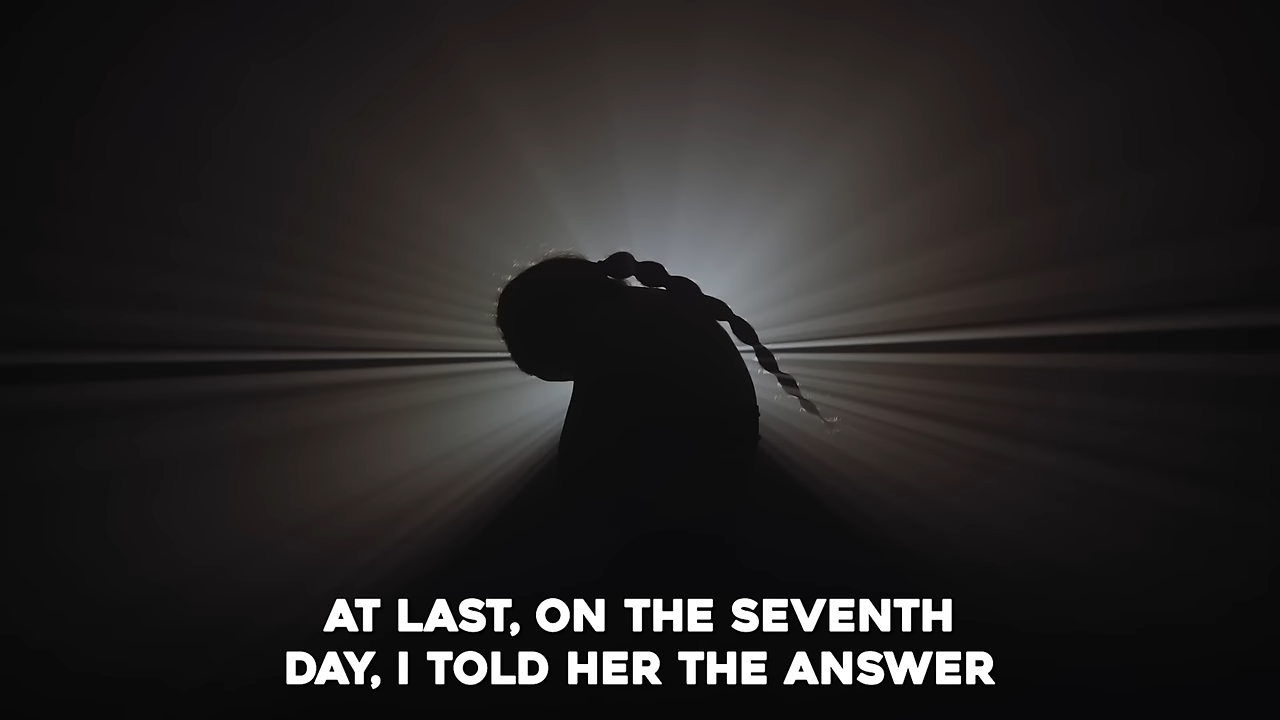 AT LAST, ON THE SEVENTH
DAY, I TOLD HER THE ANSWER